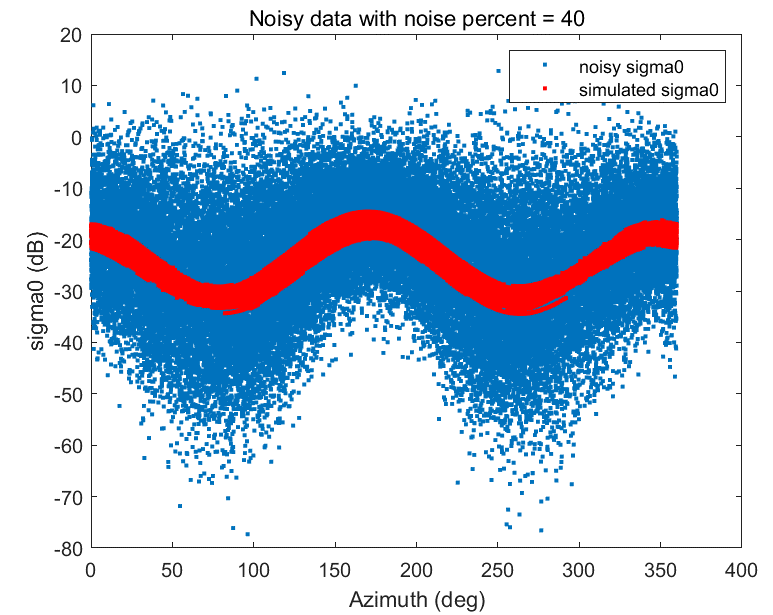 Noisy data with noise percent = 40
noisy sigma0
simulated sigma0
20
10
0
-10
-20
-30
-40
-50
-60
-70
-80
sigma0 (dB)
0 50 100 150 200 250 300 350 400
Azimuth (deg)